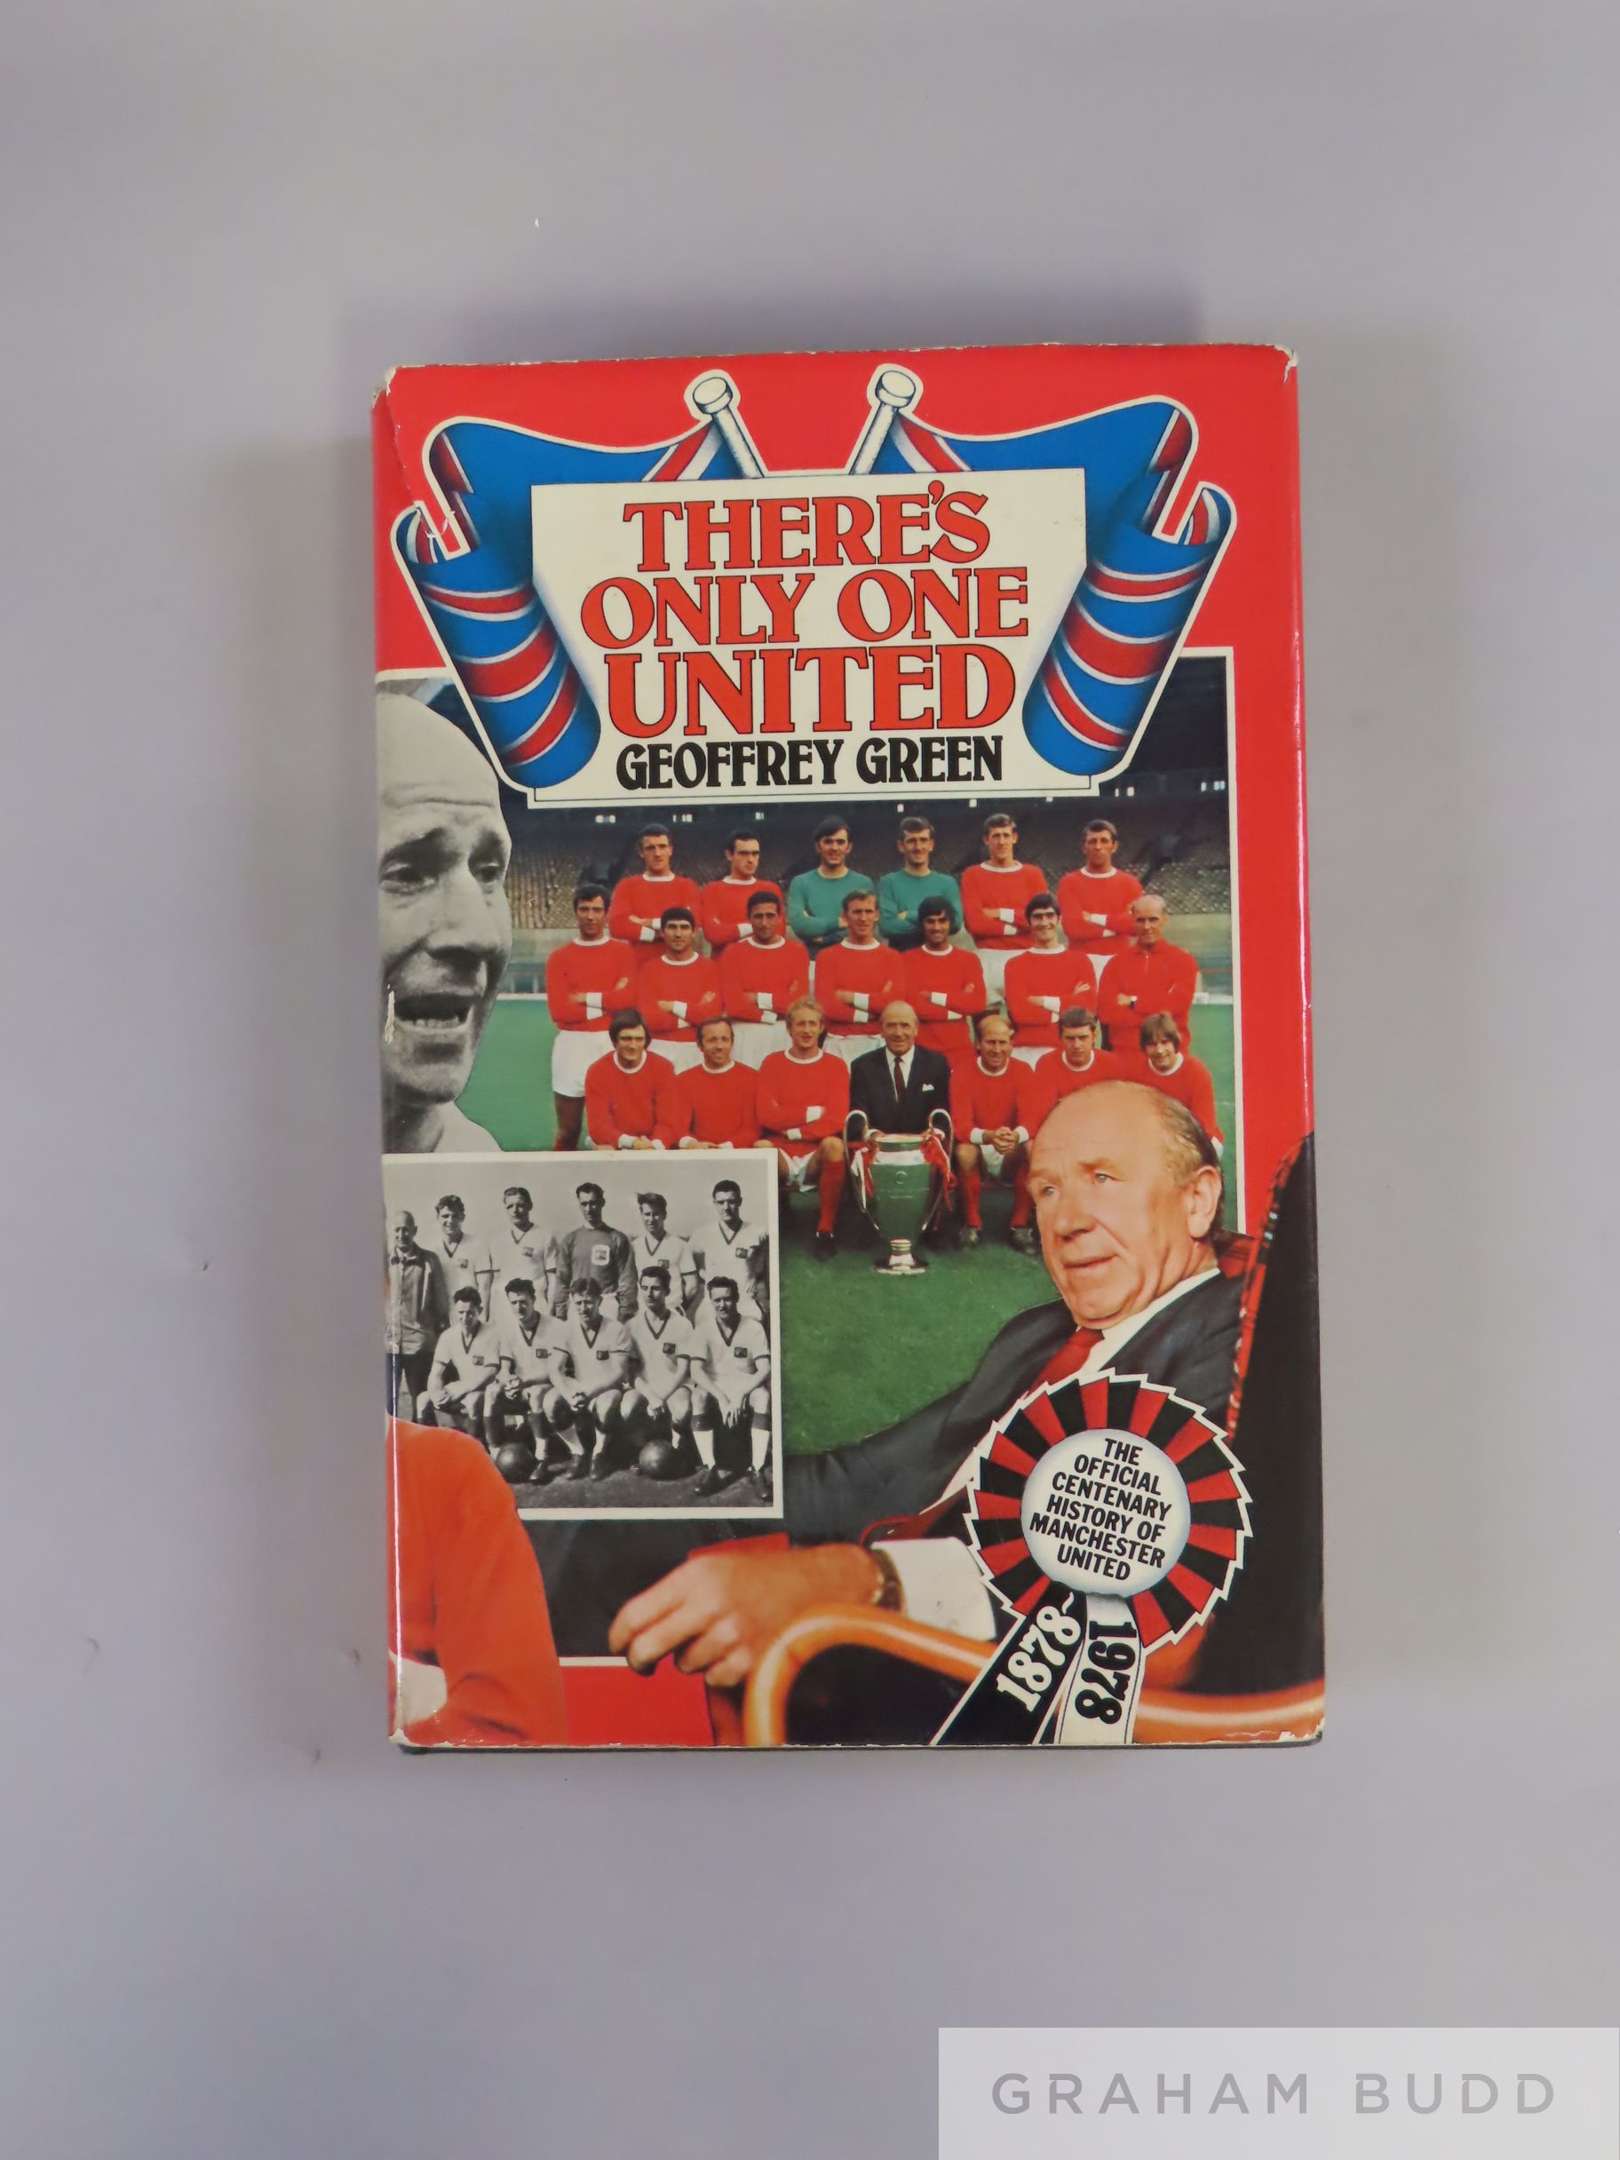 THERE'S
ONLY ONE
UNITED
GEOFFREY GREEN
THE
OFFICIAL
CENTENARY
HISTORY OF
MANCHESTER
UNITED
1878~
1978
GRAHAM BUDD